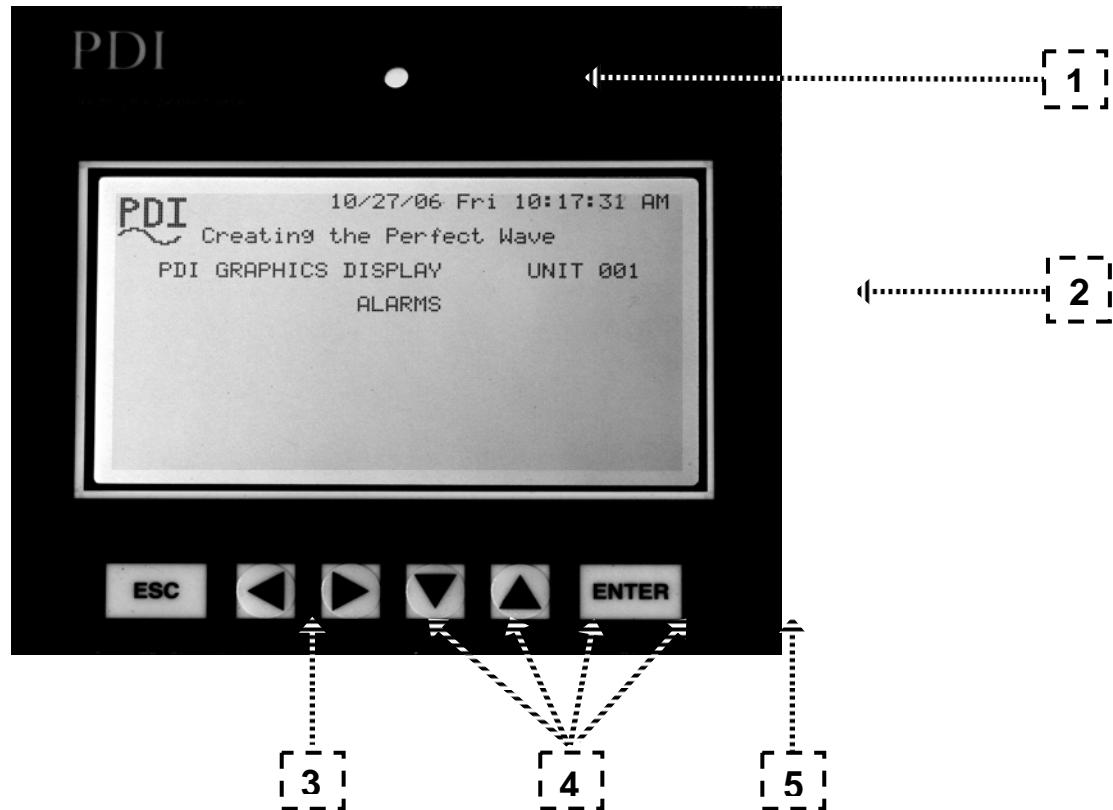 PDI
1
PDI 10/27/06 Fri 10:17:31 AM
Creating the Perfect Wave
PDI GRAPHICS DISPLAY UNIT 001
ALARMS
2
ESC ENTER
3 4 5